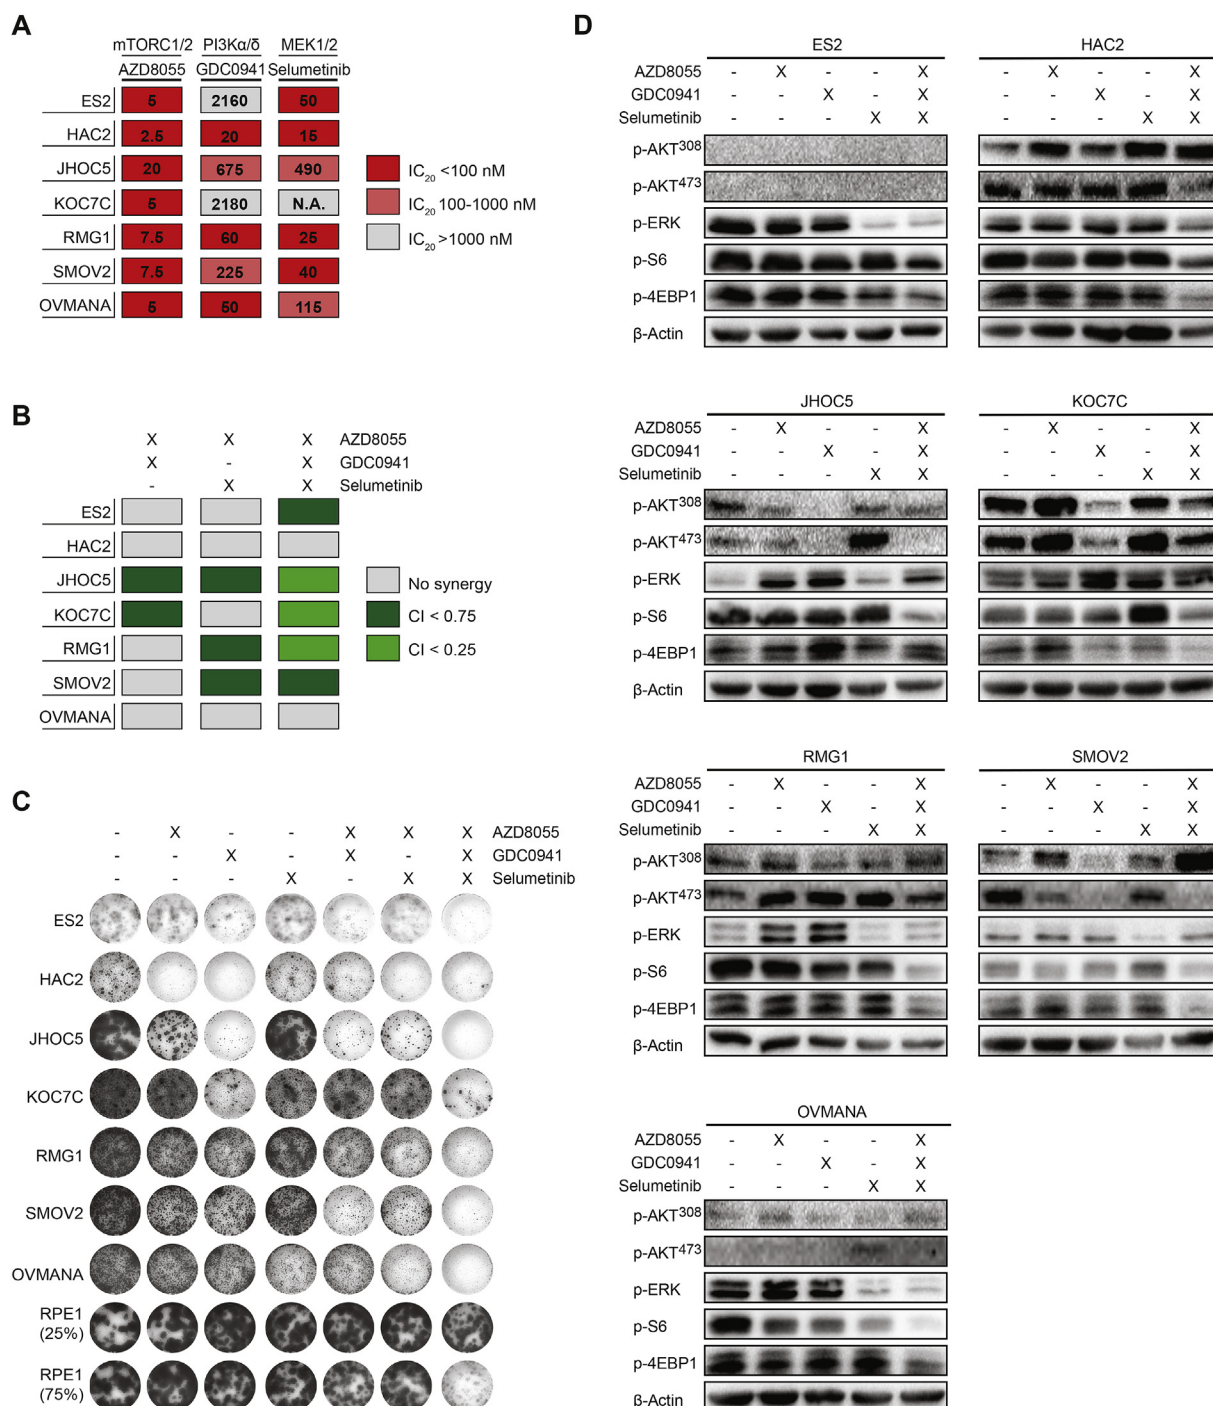 A
mTORC1/2 PI3Kα/δ MEK1/2
AZD8055 GDC0941 Selumetinib
ES2 5 2160 50
HAC2 2.5 20 15
JHOC5 20 675 490
KOC7C 5 2180 N.A.
RMG1 7.5 60 25
SMOV2 7.5 225 40
OVMANA 5 50 115
IC20 <100 nM
IC20 100-1000 nM
IC20 >1000 nM
B
X X X AZD8055
X - X GDC0941
- X X Selumetinib
ES2
HAC2
JHOC5
KOC7C
RMG1
SMOV2
OVMANA
No synergy
CI < 0.75
CI < 0.25
C
- X - - X X X AZD8055
- - X - X - X GDC0941
- - - X - X X Selumetinib
ES2
HAC2
JHOC5
KOC7C
RMG1
SMOV2
OVMANA
RPE1
(25%)
RPE1
(75%)
D
ES2 HAC2
AZD8055 - X - - X - X - - X
GDC0941 - - X - X - - X - X
Selumetinib - - - X X - - - X X
p-AKT308
p-AKT473
p-ERK
p-S6
p-4EBP1
β-Actin
JHOC5 KOC7C
AZD8055 - X - - X - X - - X
GDC0941 - - X - X - - X - X
Selumetinib - - - X X - - - X X
p-AKT308
p-AKT473
p-ERK
p-S6
p-4EBP1
β-Actin
RMG1 SMOV2
AZD8055 - X - - X - X - - X
GDC0941 - - X - X - - X - X
Selumetinib - - - X X - - - X X
p-AKT308
p-AKT473
p-ERK
p-S6
p-4EBP1
β-Actin
OVMANA
AZD8055 - X - - X
GDC0941 - - X - X
Selumetinib - - - X X
p-AKT308
p-AKT473
p-ERK
p-S6
p-4EBP1
β-Actin